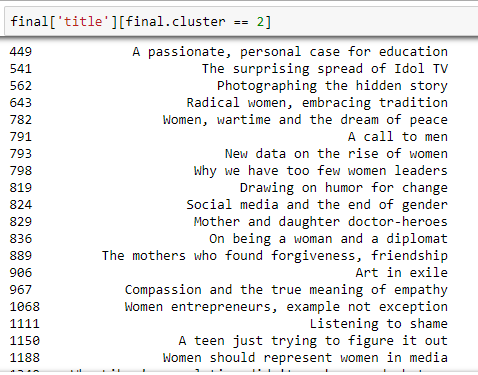 final['title'][final.cluster == 2]
449 A passionate, personal case for education
541 The surprising spread of Idol TV
562 Photographing the hidden story
643 Radical women, embracing tradition
782 Women, wartime and the dream of peace
791 A call to men
793 New data on the rise of women
798 Why we have too few women leaders
819 Drawing on humor for change
824 Social media and the end of gender
829 Mother and daughter doctor-heroes
836 On being a woman and a diplomat
889 The mothers who found forgiveness, friendship
906 Art in exile
967 Compassion and the true meaning of empathy
1068 Women entrepreneurs, example not exception
1111 Listening to shame
1150 A teen just trying to figure it out
1188 Women should represent women in media